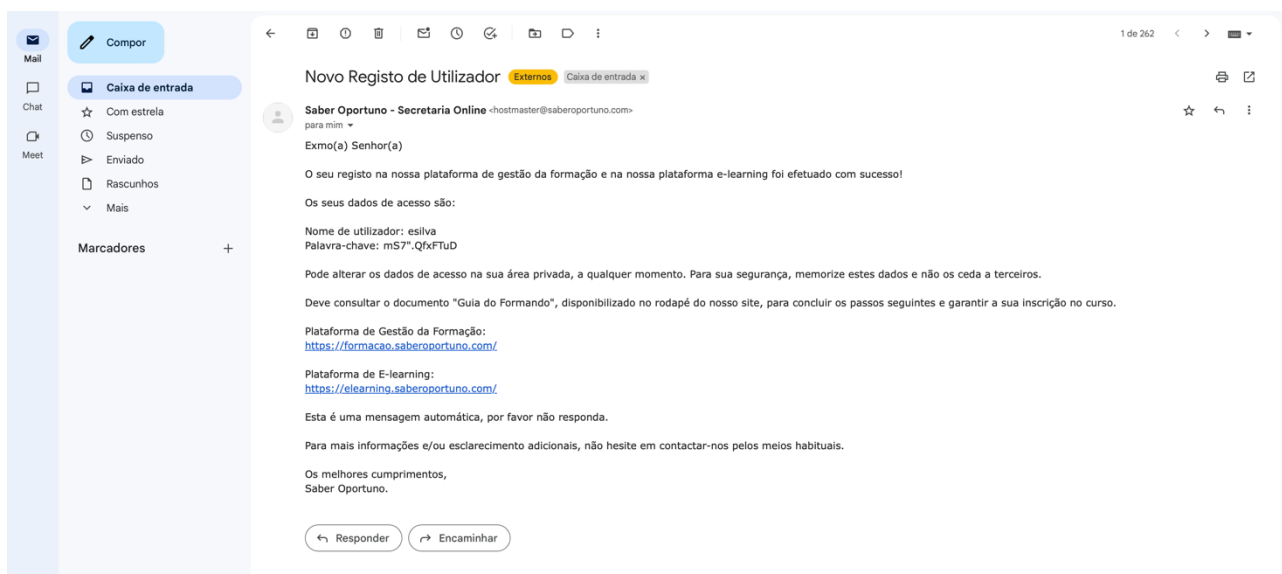 Mail
Chat
Meet
Compor
Caixa de entrada
Com estrela
Suspenso
Enviado
Rascunhos
Mais
Marcadores
1 de 262
Novo Registo de Utilizador Externos Caixa de entrada x
Saber Oportuno - Secretaria Online <hostmaster@saberoportuno.com>
para mim
Exmo(a) Senhor(a)
O seu registo na nossa plataforma de gestão da formação e na nossa plataforma e-learning foi efetuado com sucesso!
Os seus dados de acesso são:
Nome de utilizador: esilva
Palavra-chave: mS7".QfxFTuD
Pode alterar os dados de acesso na sua área privada, a qualquer momento. Para sua segurança, memorize estes dados e não os ceda a terceiros.
Deve consultar o documento "Guia do Formando", disponibilizado no rodapé do nosso site, para concluir os passos seguintes e garantir a sua inscrição no curso.
Plataforma de Gestão da Formação:
https://formacao.saberoportuno.com/
Plataforma de E-learning:
https://elearning.saberoportuno.com/
Esta é uma mensagem automática, por favor não responda.
Para mais informações e/ou esclarecimento adicionais, não hesite em contactar-nos pelos meios habituais.
Os melhores cumprimentos,
Saber Oportuno.
Responder
Encaminhar